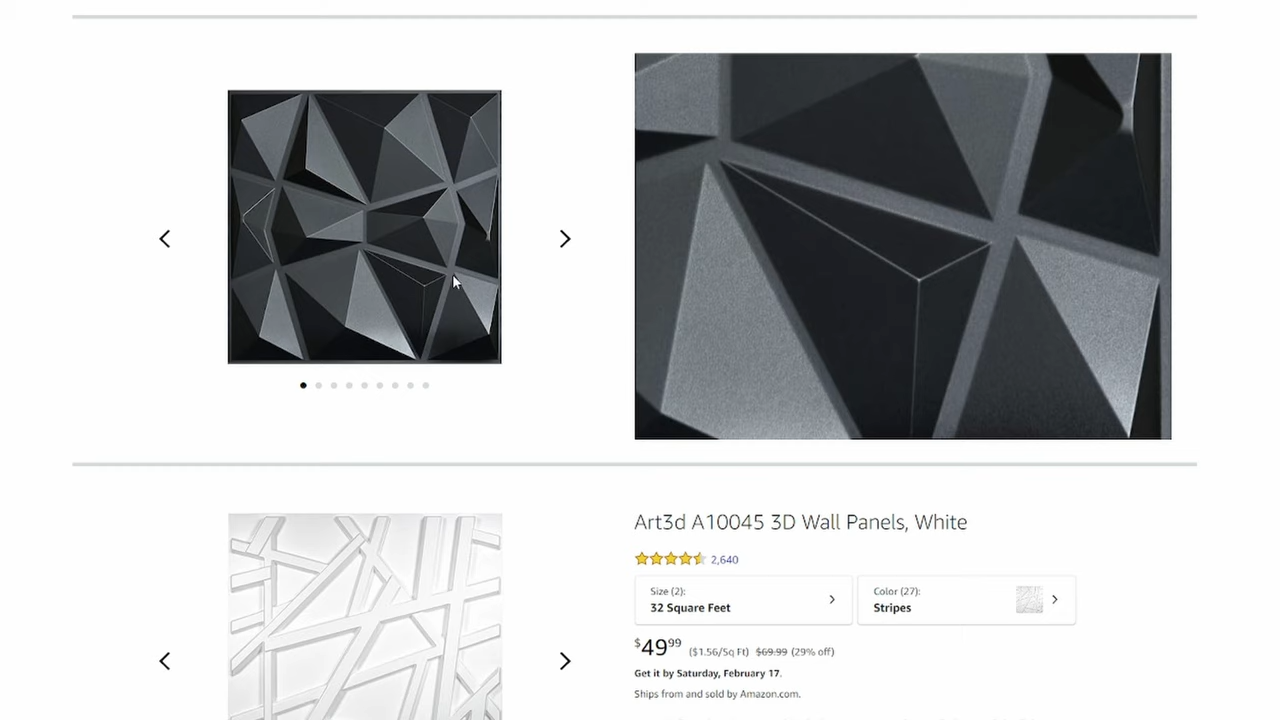 Art3d A10045 3D Wall Panels, White
2,640
Size (2):
32 Square Feet
Color (27):
Stripes
$49.99 ($1.56/Sq Ft) $69.99 (29% off)
Get it by Saturday, February 17.
Ships from and sold by Amazon.com.